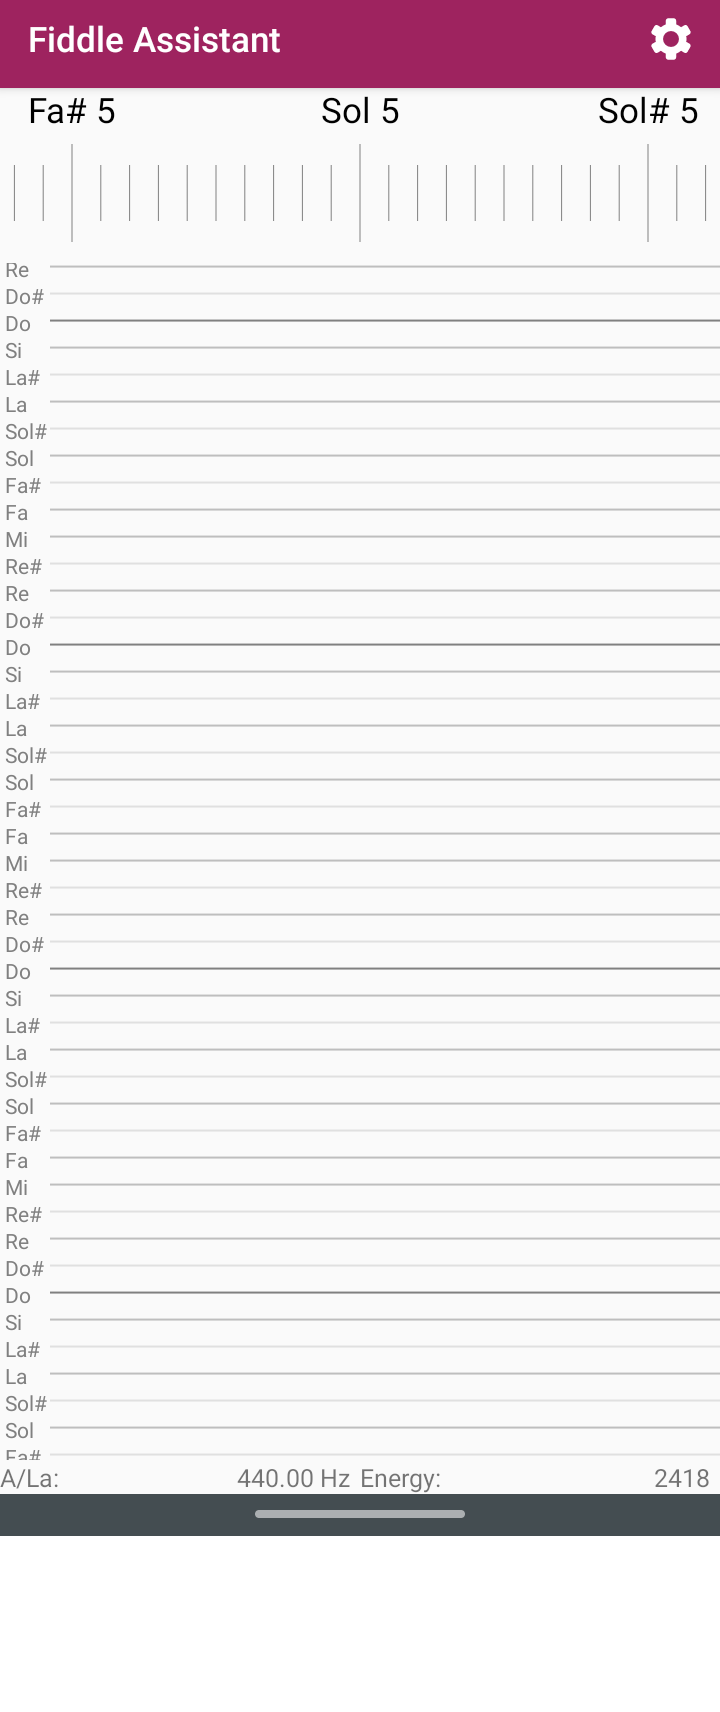 Fiddle Assistant
Fa# 5 Sol 5 Sol# 5
Re
Do#
Do
Si
La#
La
Sol#
Sol
Fa#
Fa
Mi
Re#
Re
Do#
Do
Si
La#
La
Sol#
Sol
Fa#
Fa
Mi
Re#
Re
Do#
Do
Si
La#
La
Sol#
Sol
Fa#
Fa
Mi
Re#
Re
Do#
Do
Si
La#
La
Sol#
Sol
Fa#
A/La: 440.00 Hz Energy: 2418